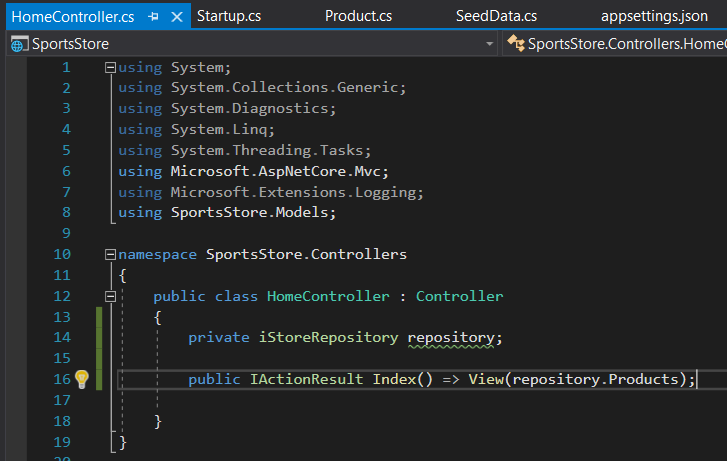 HomeController.cs Startup.cs Product.cs SeedData.cs appsettings.json
SportsStore SportsStore.Controllers.Home
1 using System;
2 using System.Collections.Generic;
3 using System.Diagnostics;
4 using System.Linq;
5 using System.Threading.Tasks;
6 using Microsoft.AspNetCore.Mvc;
7 using Microsoft.Extensions.Logging;
8 using SportsStore.Models;
9
10 namespace SportsStore.Controllers
11 {
12 public class HomeController : Controller
13 {
14 private iStoreRepository repository;
15
16 public IActionResult Index() => View(repository.Products);
17
18 }
19 }
20